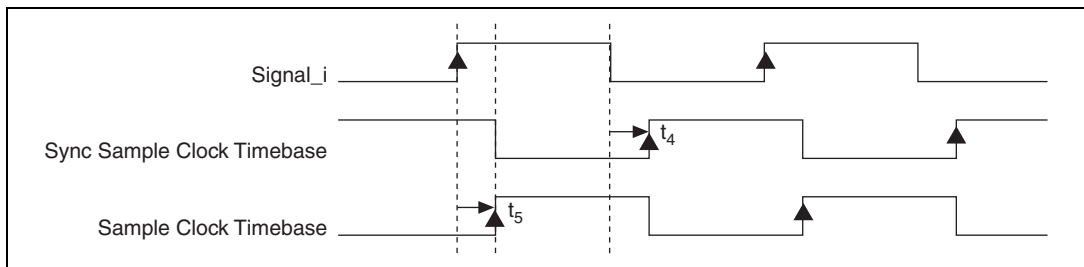 Signal_i
t4
Sync Sample Clock Timebase
t5
Sample Clock Timebase